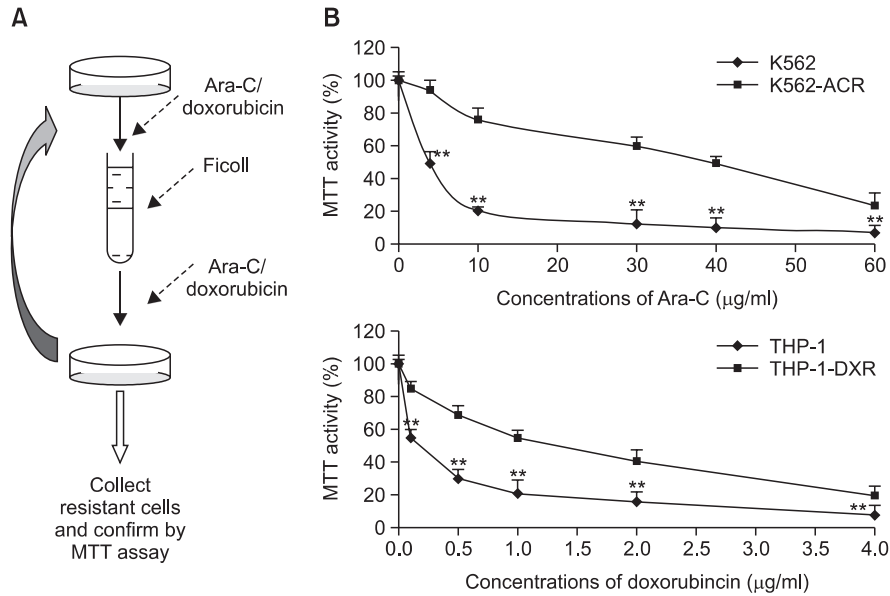 A
Ara-C/
doxorubicin
Ficoll
Ara-C/
doxorubicin
Collect
resistant cells
and confirm by
MTT assay
B
120
100
80
60
40
20
0
MTT activity (%)
K562
K562-ACR
**
**
**
**
**
0 10 20 30 40 50 60
Concentrations of Ara-C (μg/ml)
120
100
80
60
40
20
0
MTT activity (%)
THP-1
THP-1-DXR
**
**
**
**
**
0.0 0.5 1.0 1.5 2.0 2.5 3.0 3.5 4.0
Concentrations of doxorubincin (μg/ml)